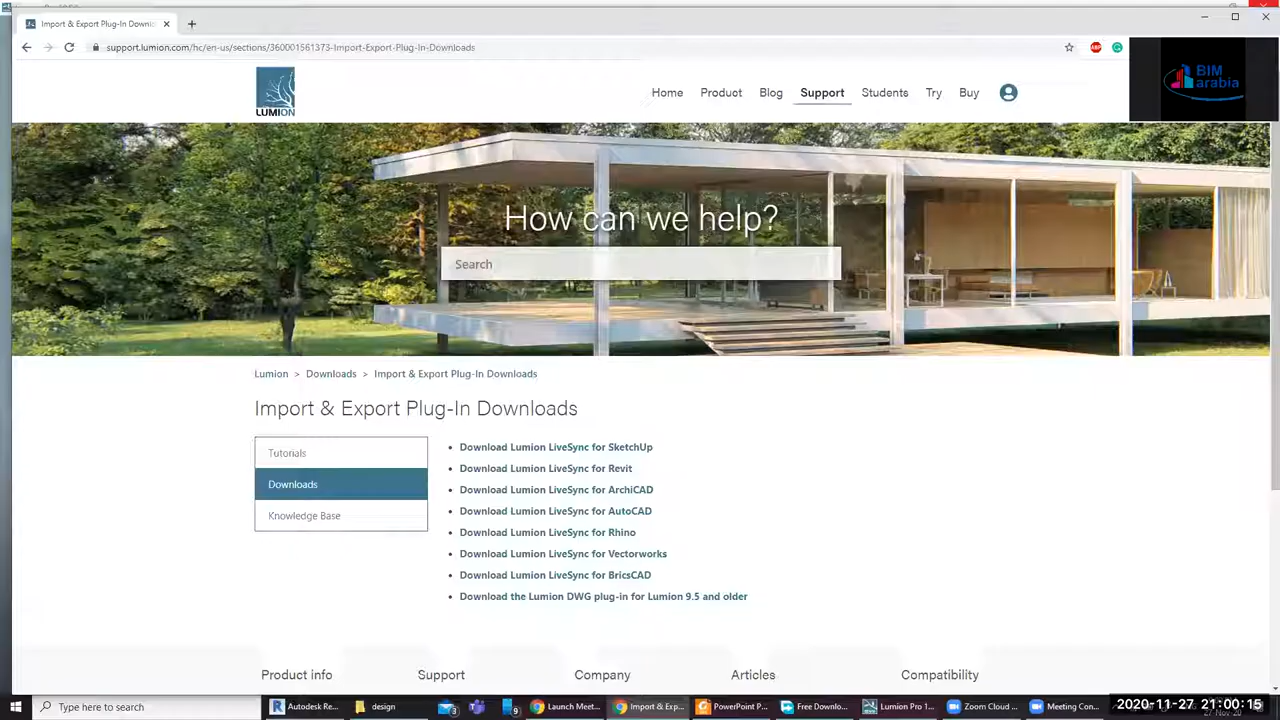 Import & Export Plug-In Downlo
support.lumion.com/hc/en-us/sections/360001561373-Import-Export-Plug-In-Downloads
ABP
BIM
arabia
LUMION
Home
Product
Blog
Support
Students
Try
Buy
How can we help?
Search
Lumion > Downloads > Import & Export Plug-In Downloads
Import & Export Plug-In Downloads
Tutorials
Downloads
Knowledge Base
• Download Lumion LiveSync for SketchUp
• Download Lumion LiveSync for Revit
• Download Lumion LiveSync for ArchiCAD
• Download Lumion LiveSync for AutoCAD
• Download Lumion LiveSync for Rhino
• Download Lumion LiveSync for Vectorworks
• Download Lumion LiveSync for BricsCAD
• Download the Lumion DWG plug-in for Lumion 9.5 and older
Product info
Support
Company
Articles
Compatibility
Type here to search
Autodesk Re...
design
Launch Meet...
Import & Exp...
PowerPoint P...
Free Downlo...
Lumion Pro 1...
Zoom Cloud ...
Meeting Con...
2020-11-27 21:00:15